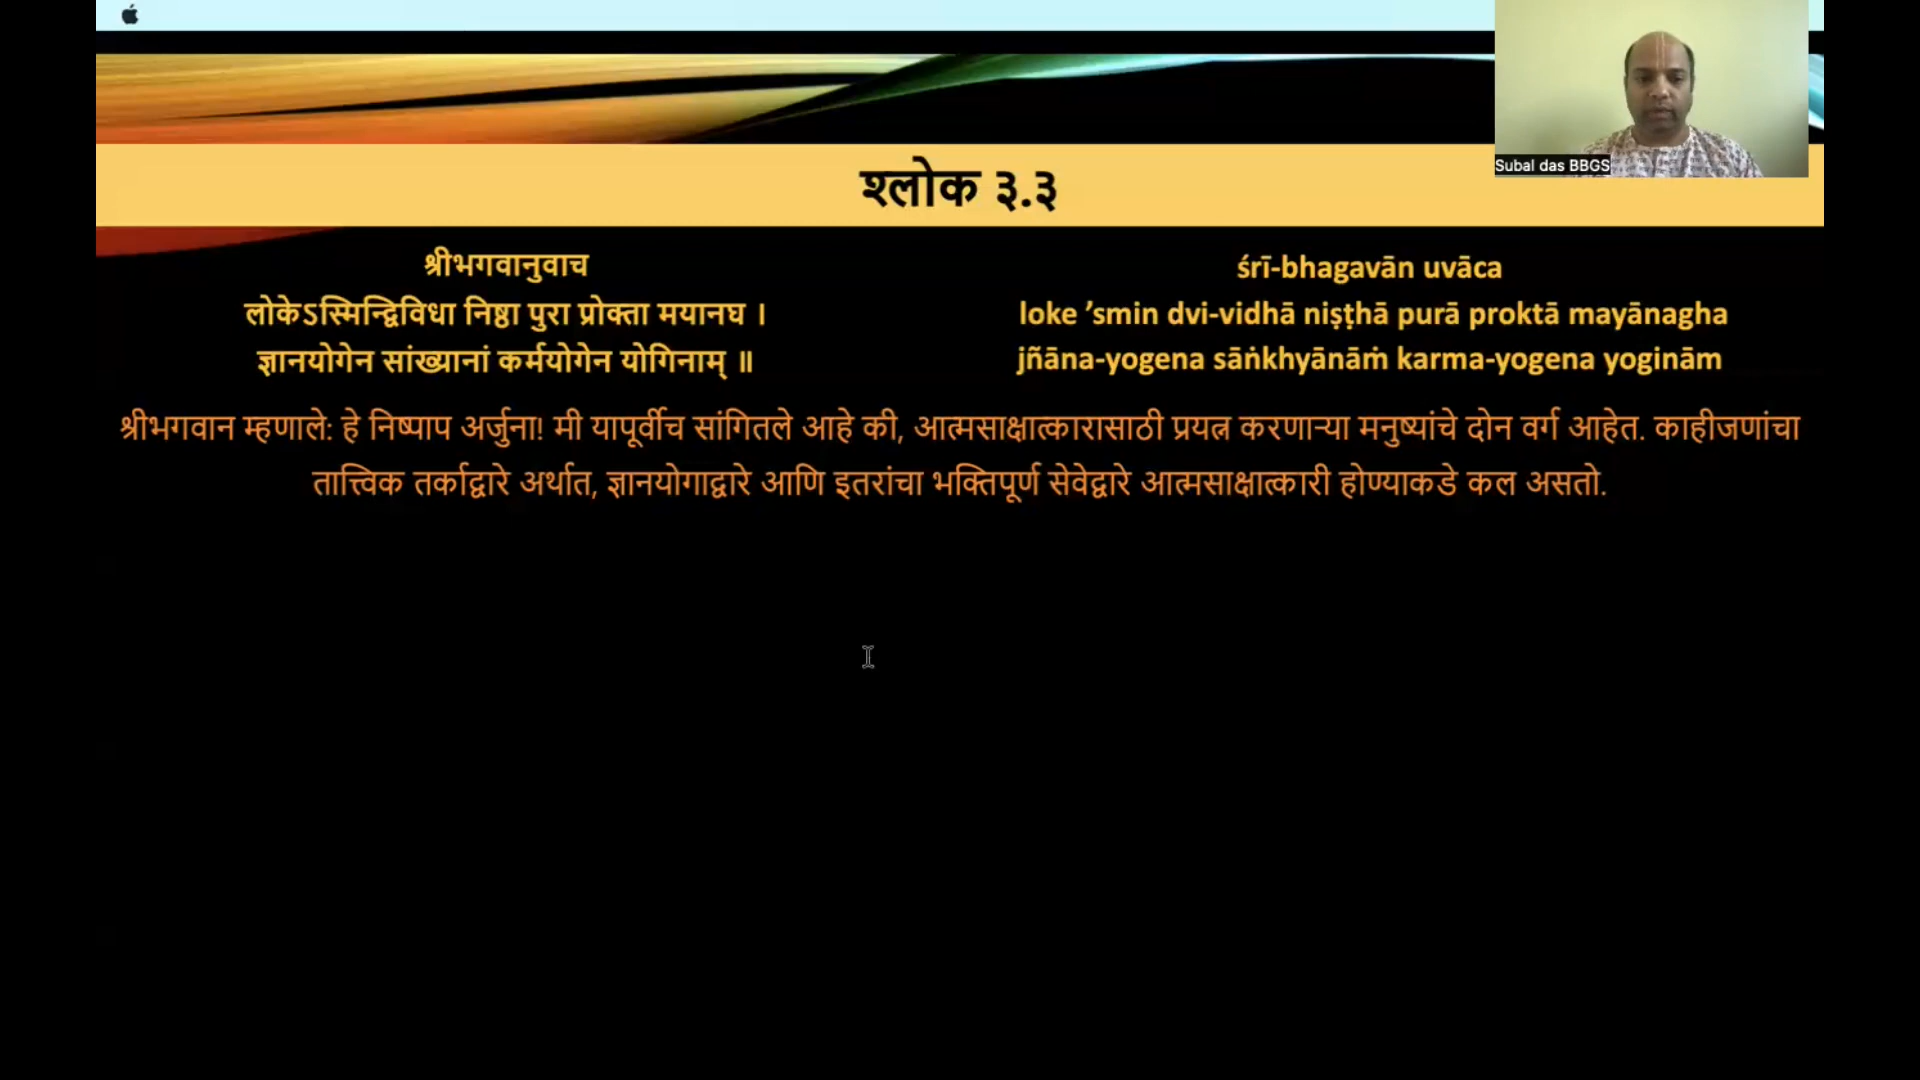 Subal das BBGS
श्लोक ३.३
श्रीभगवानुवाच
लोकेऽस्मिन्द्विविधा निष्ठा पुरा प्रोक्ता मयानघ ।
ज्ञानयोगेन सांख्यानां कर्मयोगेन योगिनाम् ॥
śrī-bhagavān uvāca
loke ’smin dvi-vidhā niṣṭhā purā proktā mayānagha
jñāna-yogena sāṅkhyānāṁ karma-yogena yoginām
श्रीभगवान म्हणाले: हे निष्पाप अर्जुना! मी यापूर्वीच सांगितले आहे की, आत्मसाक्षात्कारासाठी प्रयत्न करणाऱ्या मनुष्यांचे दोन वर्ग आहेत. काहीजणांचा
तात्त्विक तर्काद्वारे अर्थात, ज्ञानयोगाद्वारे आणि इतरांचा भक्तिपूर्ण सेवेद्वारे आत्मसाक्षात्कारी होण्याकडे कल असतो.